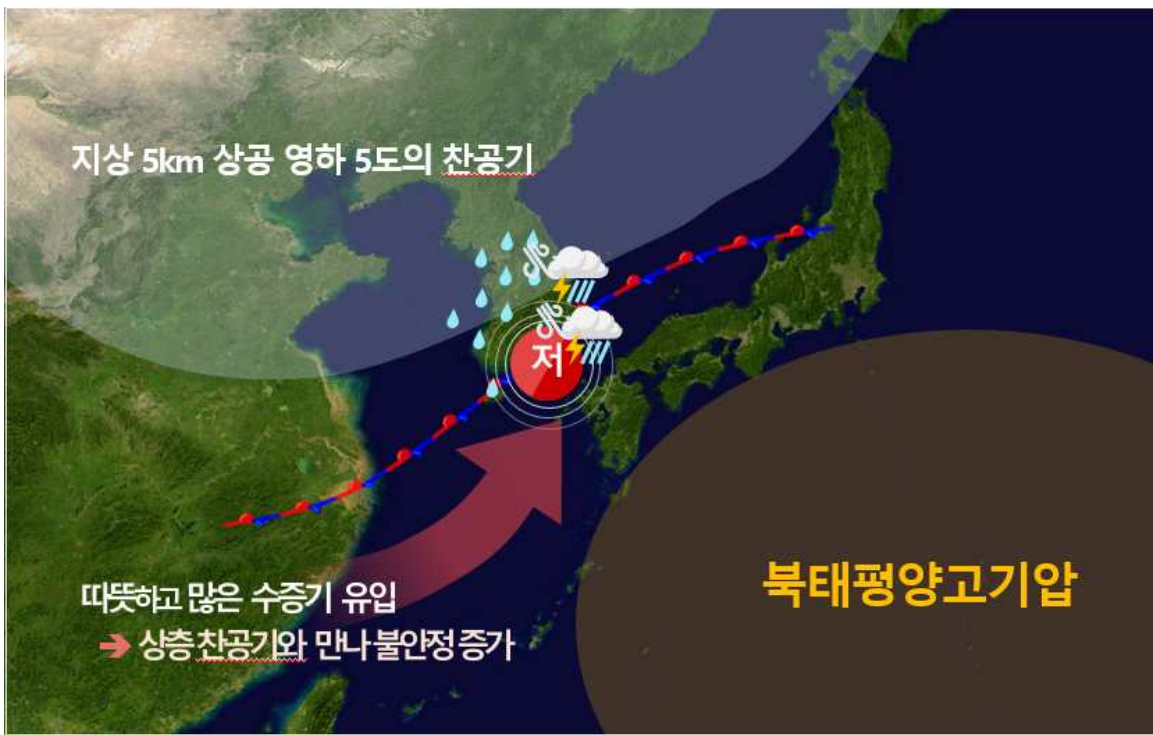 지상 5km 상공 영하 5도의 찬공기
저
북태평양고기압
따뜻하고 많은 수증기 유입
➔ 상층 찬공기와 만나 불안정 증가